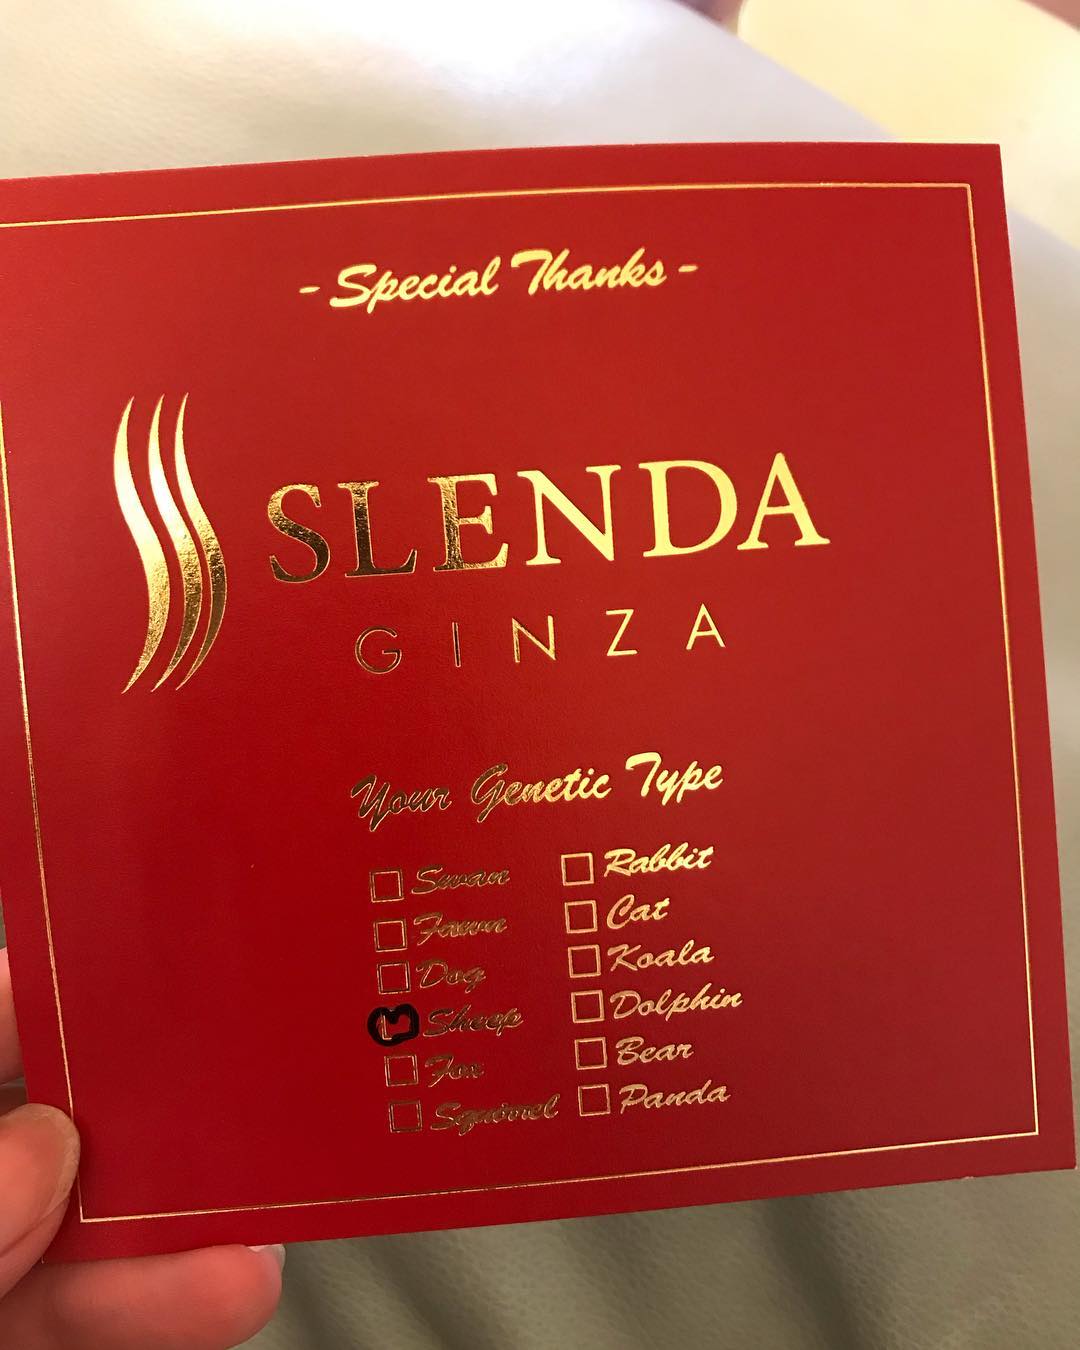 - Special Thanks -
SLENDA
GINZA
Your Genetic Type
Swan
Fawn
Dog
Sheep
Fox
Squirrel
Rabbit
Cat
Koala
Dolphin
Bear
Panda